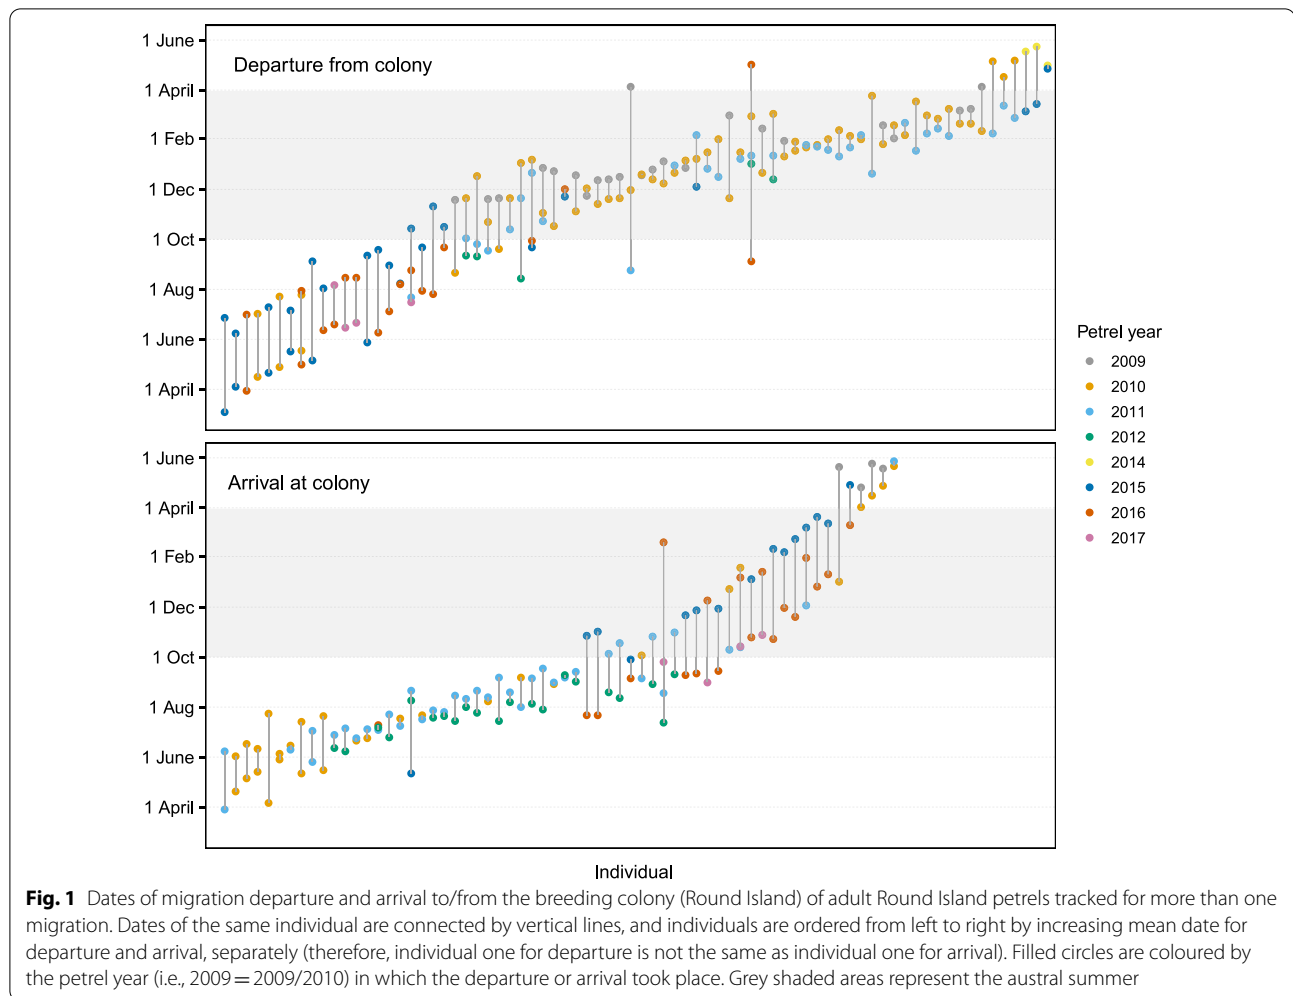 Departure from colony
1 June
1 April
1 Feb
1 Dec
1 Oct
1 Aug
1 June
1 April
Arrival at colony
1 June
1 April
1 Feb
1 Dec
1 Oct
1 Aug
1 June
1 April
Individual
Petrel year
2009
2010
2011
2012
2014
2015
2016
2017
Fig. 1 Dates of migration departure and arrival to/from the breeding colony (Round Island) of adult Round Island petrels tracked for more than one
migration. Dates of the same individual are connected by vertical lines, and individuals are ordered from left to right by increasing mean date for
departure and arrival, separately (therefore, individual one for departure is not the same as individual one for arrival). Filled circles are coloured by
the petrel year (i.e., 2009 = 2009/2010) in which the departure or arrival took place. Grey shaded areas represent the austral summer